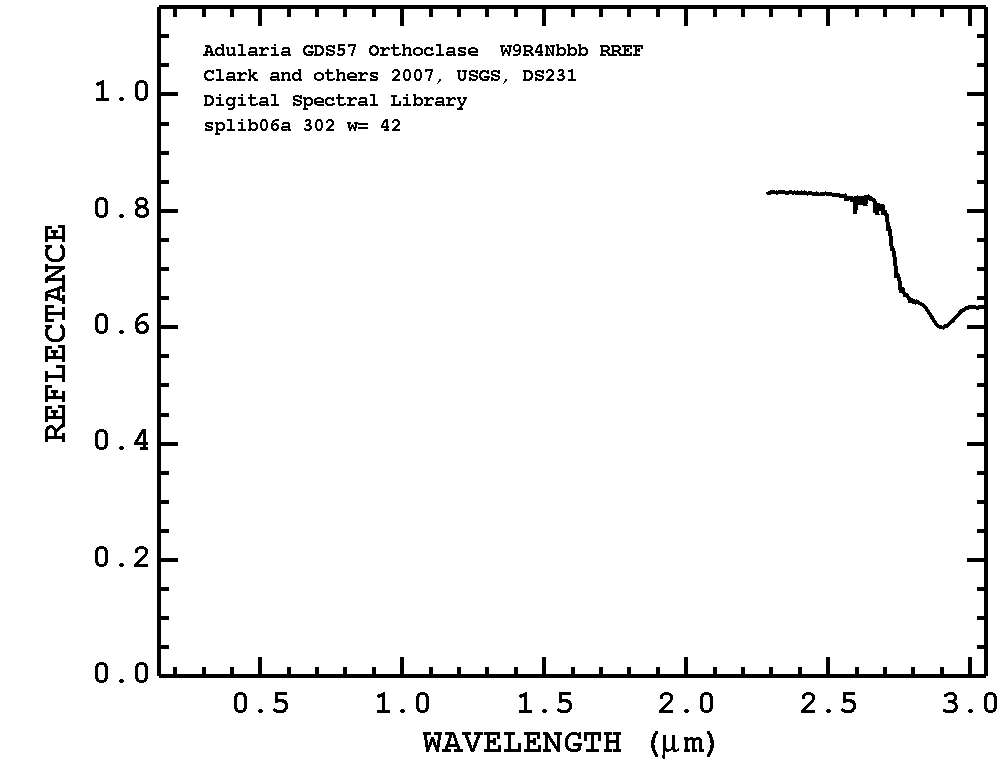 Adularia GDS57 Orthoclase  W9R4Nbbb RREF
Clark and others 2007, USGS, DS231
Digital Spectral Library
splib06a 302 w= 42
REFLECTANCE
1.0
0.8
0.6
0.4
0.2
0.0
0.5 1.0 1.5 2.0 2.5 3.0
WAVELENGTH (μm)